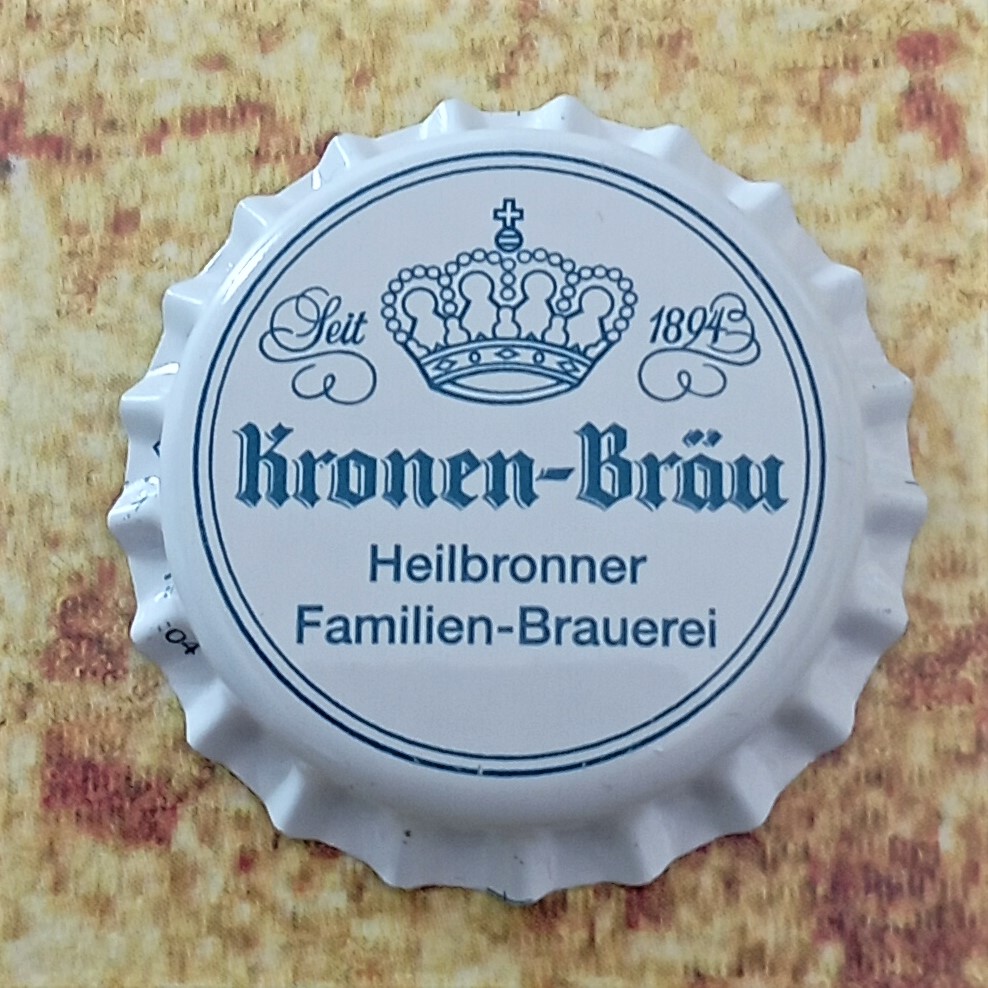 Seit 1894
Kronen-Bräu
Heilbronner
Familien-Brauerei